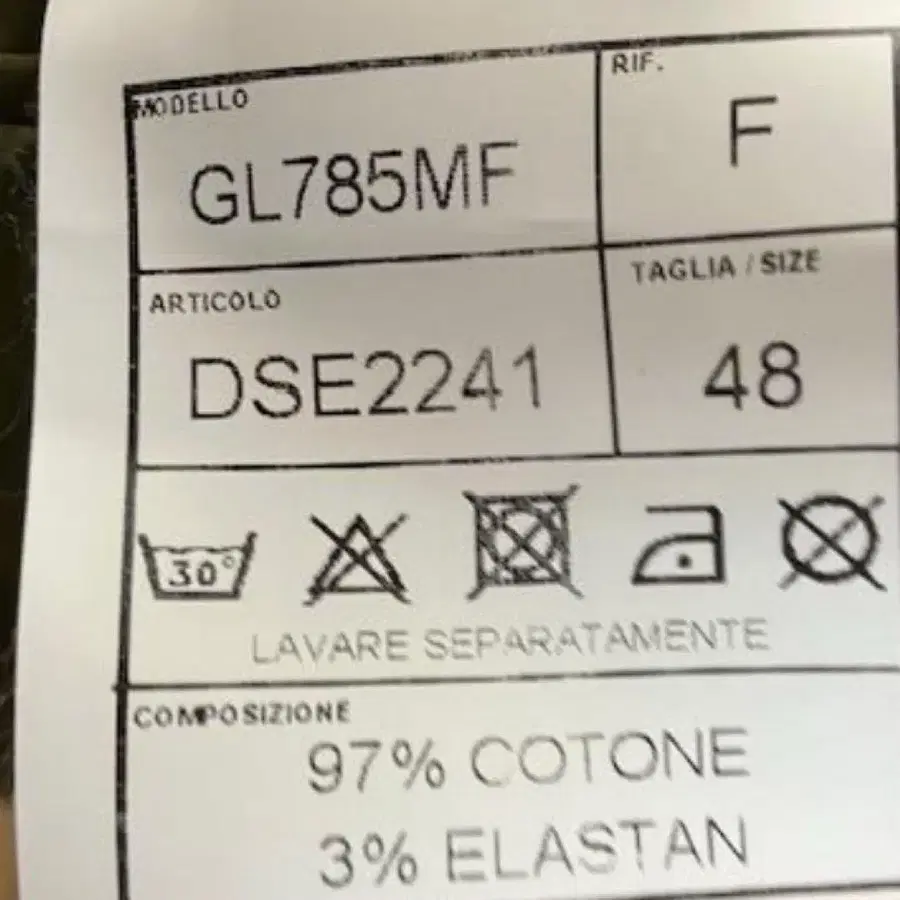 MODELLO
GL785MF
RIF.
F
ARTICOLO
DSE2241
TAGLIA / SIZE
48
30°
LAVARE SEPARATAMENTE
COMPOSIZIONE
97% COTONE
3% ELASTAN